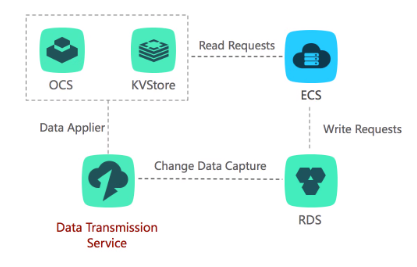 Read Requests
OCS
KVStore
ECS
Data Applier
Write Requests
Change Data Capture
RDS
Data Transmission
Service